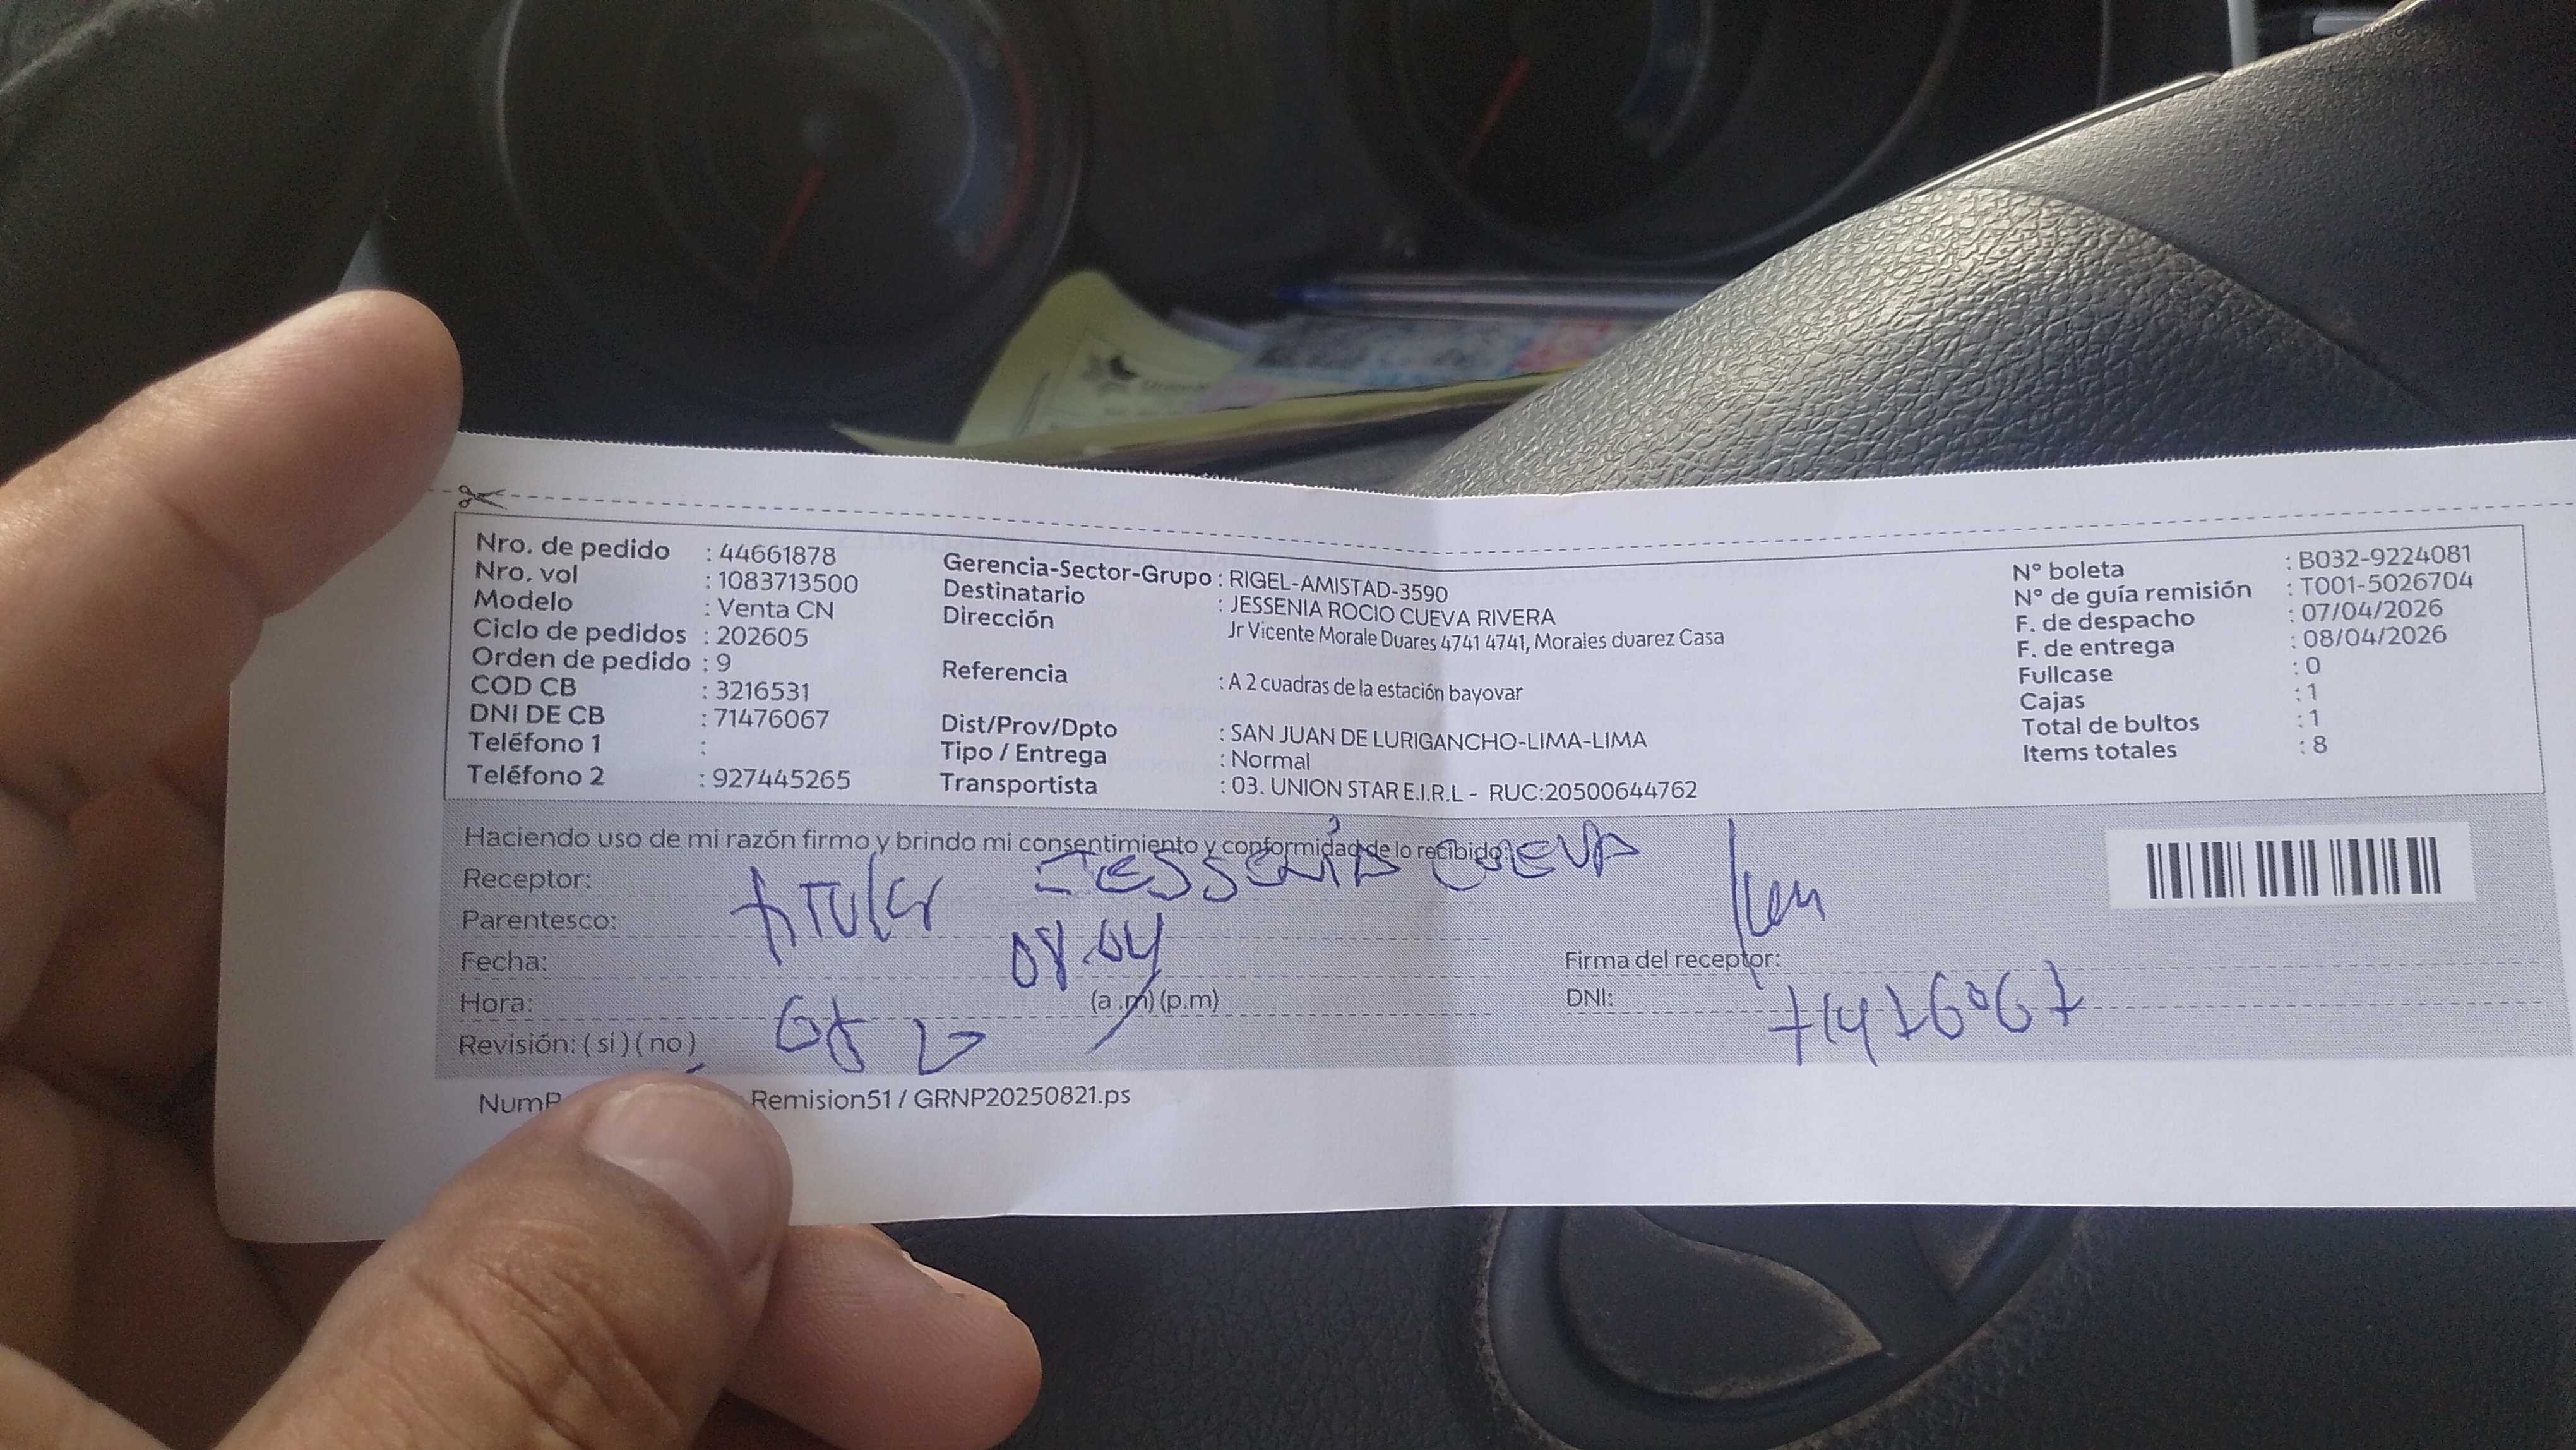 Nro. de pedido : 44661878
Nro. vol : 1083713500
Modelo : Venta CN
Ciclo de pedidos : 202605
Orden de pedido : 9
COD CB : 3216531
DNI DE CB : 71476067
Teléfono 1 :
Teléfono 2 : 927445265
Gerencia-Sector-Grupo : RIGEL-AMISTAD-3590
Destinatario : JESSENIA ROCIO CUEVA RIVERA
Dirección Jr Vicente Morale Duares 4741 4741, Morales duarez Casa
Referencia : A 2 cuadras de la estación bayovar
Dist/Prov/Dpto : SAN JUAN DE LURIGANCHO-LIMA-LIMA
Tipo / Entrega : Normal
Transportista : 03. UNION STAR E.I.R.L - RUC:20500644762
N° boleta : B032-9224081
N° de guía remisión : T001-5026704
F. de despacho : 07/04/2026
F. de entrega : 08/04/2026
Fullcase : 0
Cajas : 1
Total de bultos : 1
Items totales : 8
Haciendo uso de mi razón firmo y brindo mi consentimiento y conformidad de lo recibido
Receptor: JESSENIA CUEVA
Parentesco: titular
Fecha: 08.04
Hora: (a.m) (p.m)
Revisión: ( si ) ( no )
Firma del receptor:
DNI: 71476067
Remision51 / GRNP20250821.ps